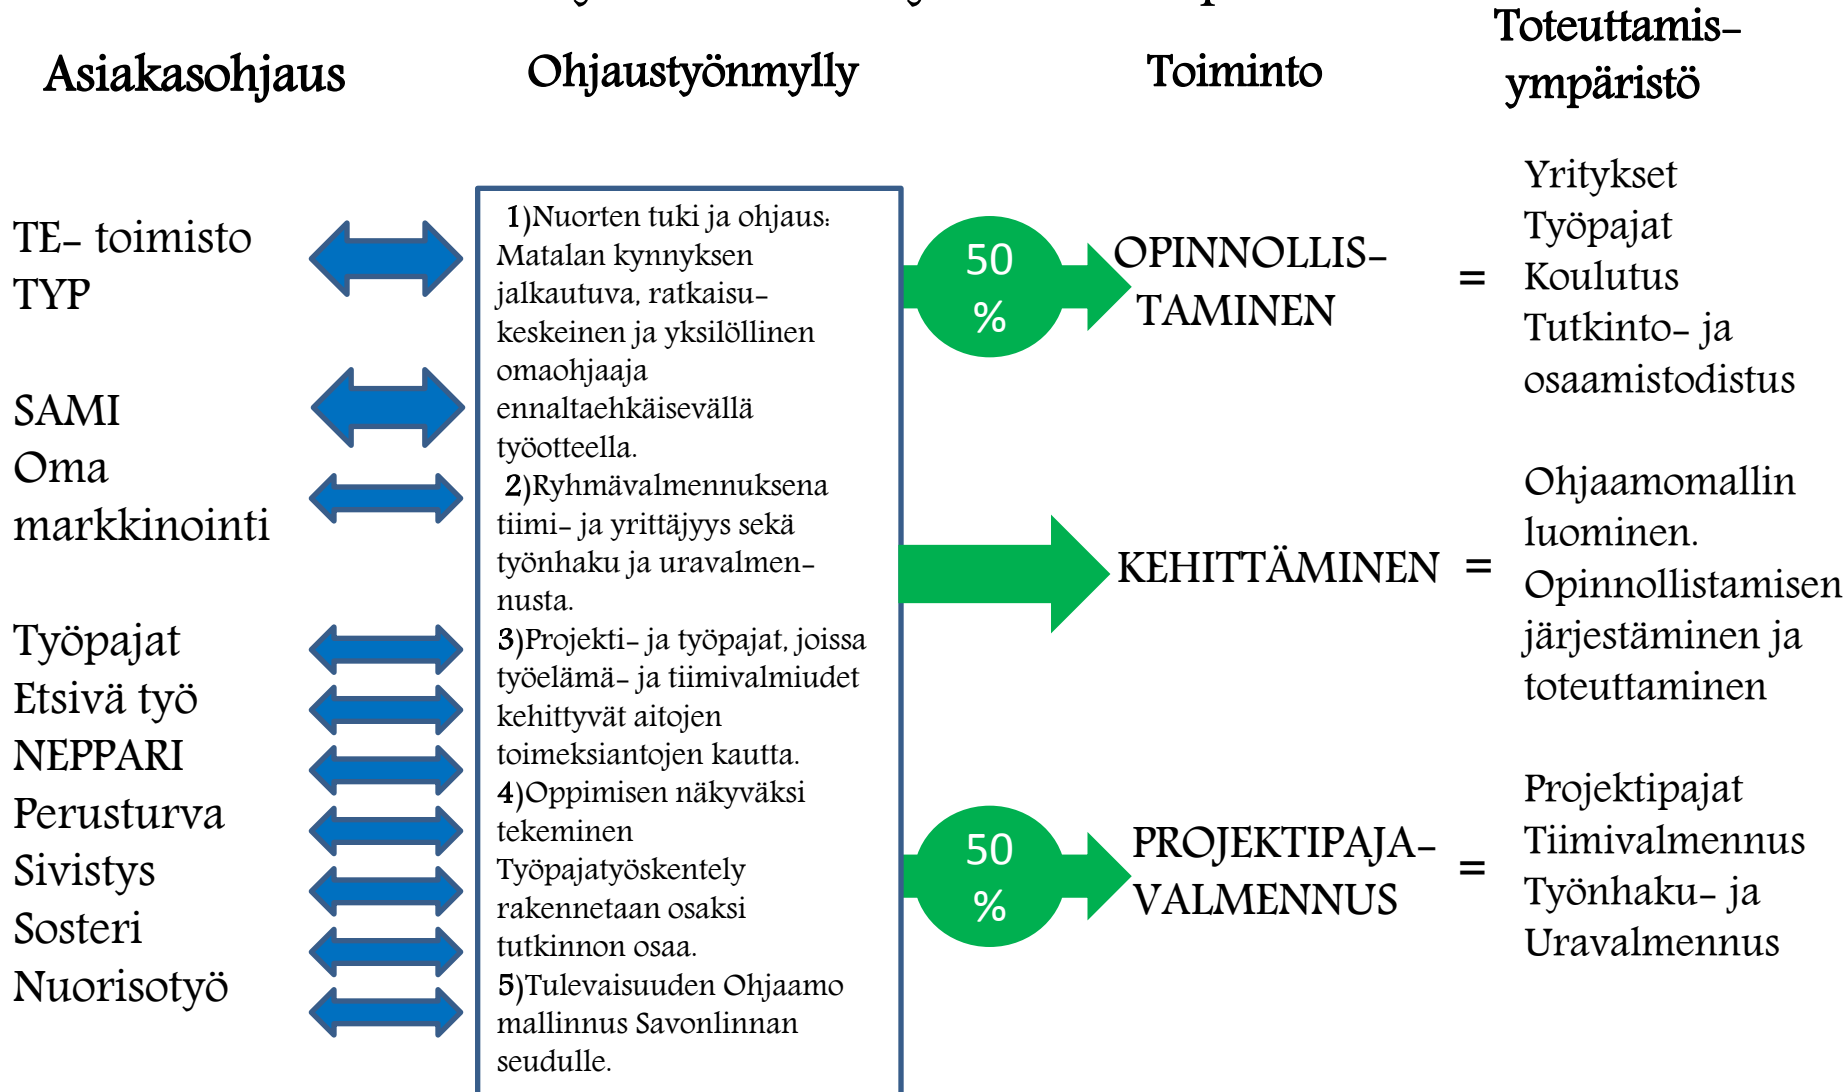 Asiakasohjaus
TE- toimisto
TYP
SAMI
Oma
markkinointi
Työpajat
Etsivä työ
NEPPARI
Perusturva
Sivistys
Sosteri
Nuorisotyö
Ohjaustyönmylly
1)Nuorten tuki ja ohjaus:
Matalan kynnyksen
jalkautuva, ratkaisu-
keskeinen ja yksilöllinen
omaohjaaja
ennaltaehkäisevällä
työotteella.
2)Ryhmävalmennuksena
tiimi- ja yrittäjyys sekä
työnhaku ja uravalmen-
nusta.
3)Projekti- ja työpajat, joissa
työelämä- ja tiimivalmiudet
kehittyvät aitojen
toimeksiantojen kautta.
4)Oppimisen näkyväksi
tekeminen
Työpajatyöskentely
rakennetaan osaksi
tutkinnon osaa.
5)Tulevaisuuden Ohjaamo
mallinnus Savonlinnan
seudulle.
Toiminto
50
%
OPINNOLLIS-
TAMINEN
=
KEHITTÄMINEN
=
50
%
PROJEKTIPAJA-
VALMENNUS
=
Toteuttamis-
ympäristö
Yritykset
Työpajat
Koulutus
Tutkinto- ja
osaamistodistus
Ohjaamomallin
luominen.
Opinnollistamisen
järjestäminen ja
toteuttaminen
Projektipajat
Tiimivalmennus
Työnhaku- ja
Uravalmennus